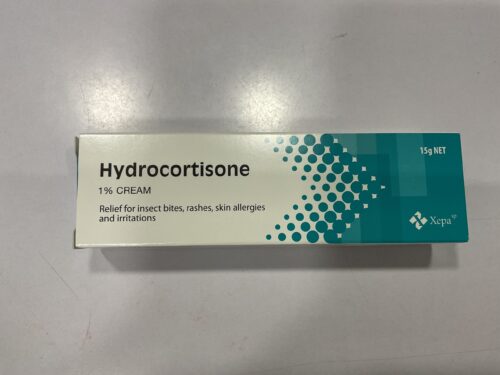 Hydrocortisone
1% CREAM
Relief for insect bites, rashes, skin allergies
and irritations
15g NET
Xepa